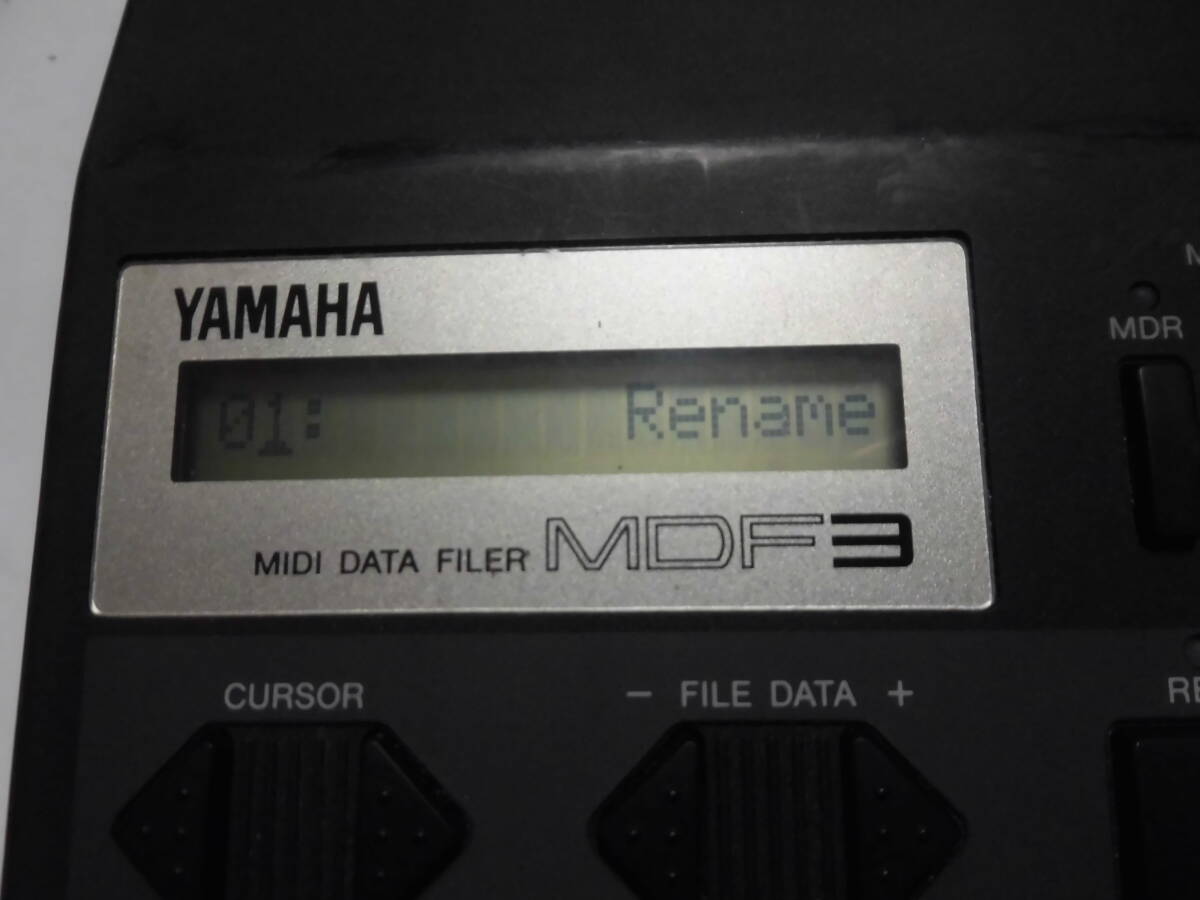 YAMAHA
01: Rename
MIDI DATA FILER MDF3
MDR
CURSOR
- FILE DATA +